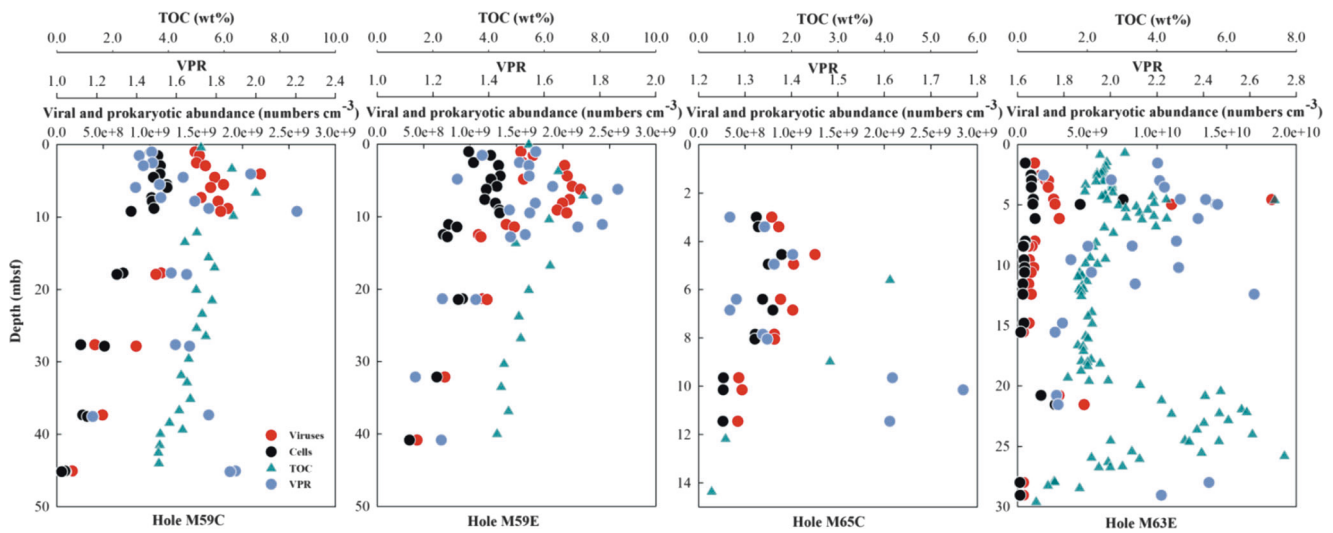 TOC (wt%) TOC (wt%) TOC (wt%) TOC (wt%)
0.0 2.0 4.0 6.0 8.0 10.0 0.0 2.0 4.0 6.0 8.0 10.0 0.0 1.0 2.0 3.0 4.0 5.0 6.0 0.0 2.0 4.0 6.0 8.0
VPR VPR VPR VPR
1.0 1.2 1.4 1.6 1.8 2.0 2.2 2.4 1.0 1.2 1.4 1.6 1.8 2.0 1.2 1.3 1.4 1.5 1.6 1.7 1.8 1.6 1.8 2.0 2.2 2.4 2.6 2.8
Viral and prokaryotic abundance (numbers cm-3) Viral and prokaryotic abundance (numbers cm-3) Viral and prokaryotic abundance (numbers cm-3) Viral and prokaryotic abundance (numbers cm-3)
0.0 5.0e+8 1.0e+9 1.5e+9 2.0e+9 2.5e+9 3.0e+9 0.0 5.0e+8 1.0e+9 1.5e+9 2.0e+9 2.5e+9 3.0e+9 0.0 5.0e+8 1.0e+9 1.5e+9 2.0e+9 2.5e+9 3.0e+9 0.0 5.0e+9 1.0e+10 1.5e+10 2.0e+10
Depth (mbsf)
0
10
20
30
40
50
Viruses
Cells
TOC
VPR
Hole M59C
0
10
20
30
40
50
Hole M59E
0
2
4
6
8
10
12
14
Hole M65C
0
5
10
15
20
25
30
Hole M63E